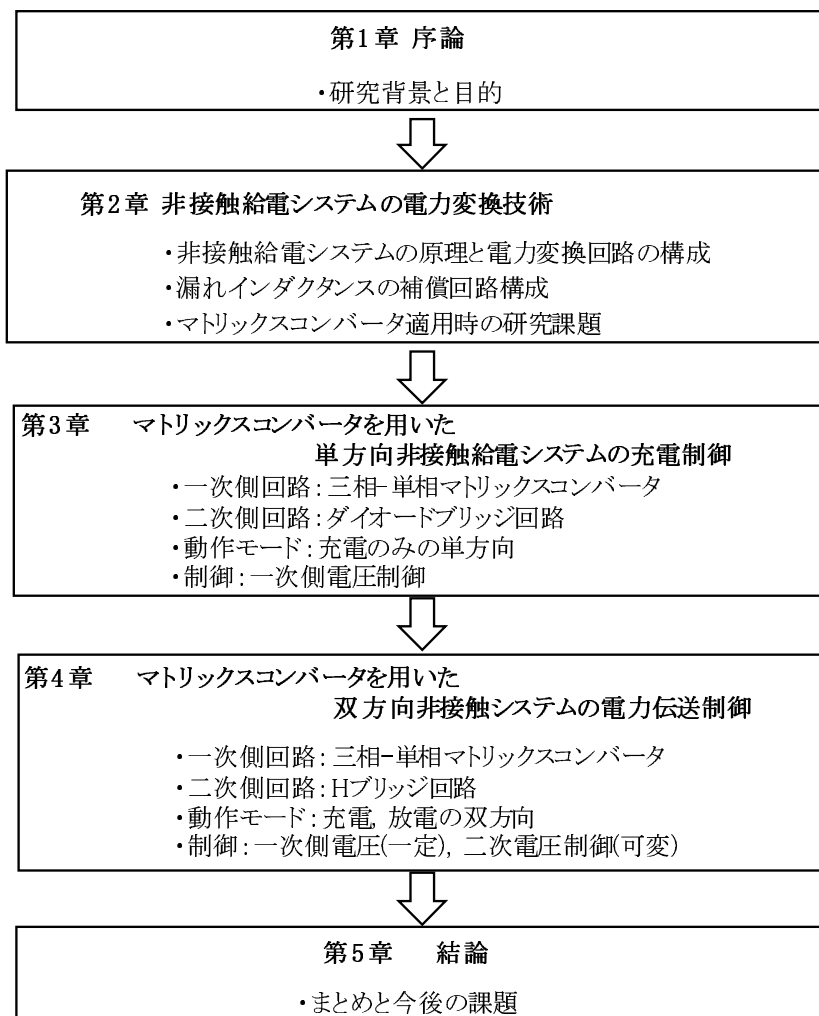 第1章 序論
・研究背景と目的
第2章 非接触給電システムの電力変換技術
・非接触給電システムの原理と電力変換回路の構成
・漏れインダクタンスの補償回路構成
・マトリックスコンバータ適用時の研究課題
第3章 マトリックスコンバータを用いた
単方向非接触給電システムの充電制御
・一次側回路：三相-単相マトリックスコンバータ
・二次側回路：ダイオードブリッジ回路
・動作モード：充電のみの単方向
・制御：一次側電圧制御
第4章 マトリックスコンバータを用いた
双方向非接触システムの電力伝送制御
・一次側回路：三相-単相マトリックスコンバータ
・二次側回路：Hブリッジ回路
・動作モード：充電, 放電の双方向
・制御：一次側電圧(一定), 二次電圧制御(可変)
第5章 結論
・まとめと今後の課題